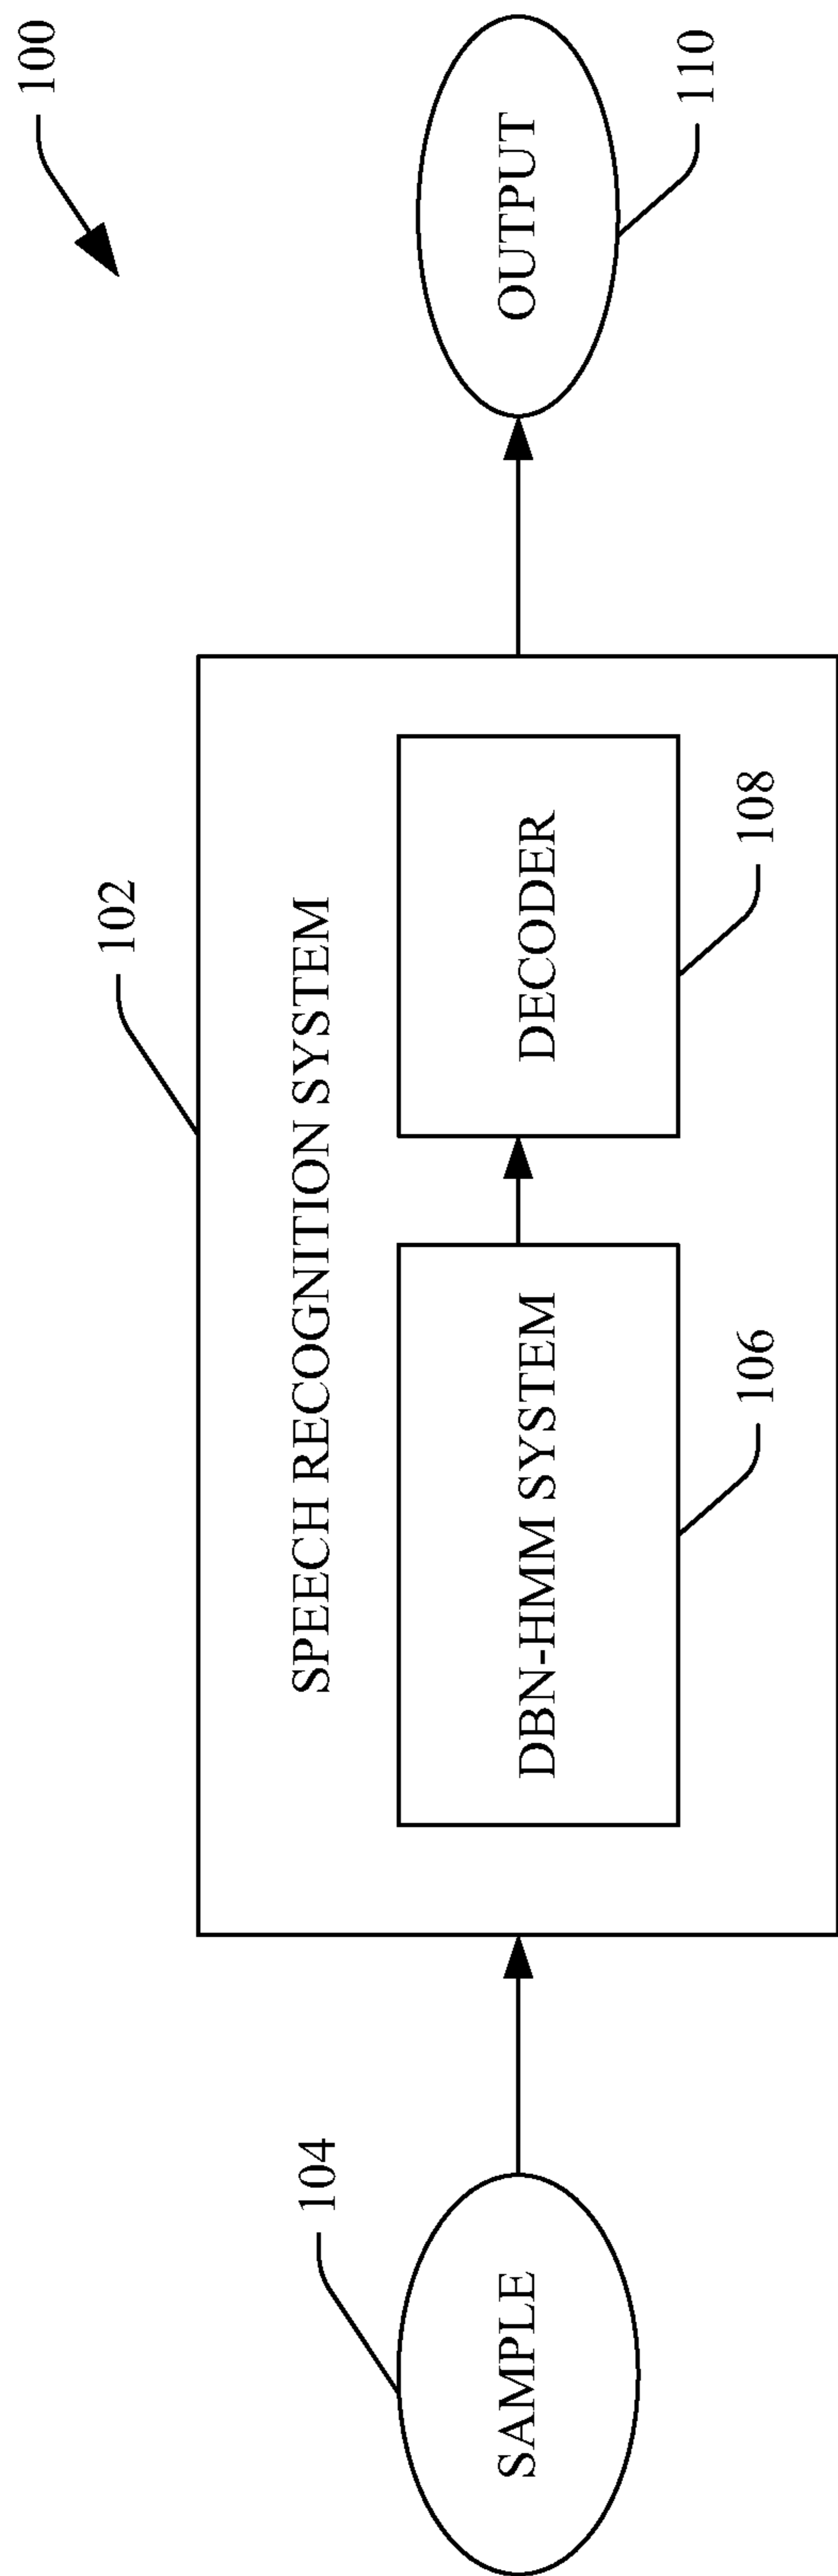 100
102
SPEECH RECOGNITION SYSTEM
104
SAMPLE
DBN-HMM SYSTEM
106
DECODER
108
OUTPUT
110